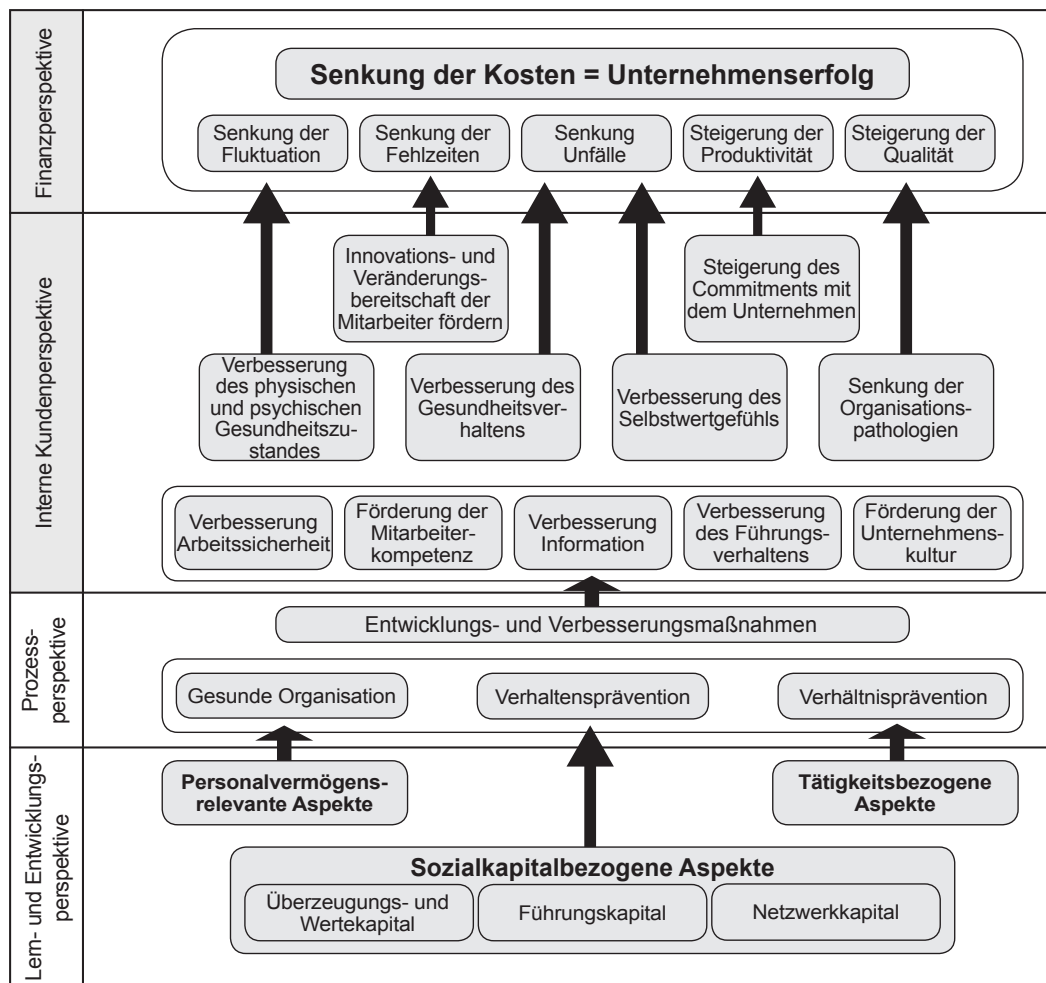 Finanzperspektive
Senkung der Kosten = Unternehmenserfolg
Senkung der
Fluktuation
Senkung der
Fehlzeiten
Senkung
Unfälle
Steigerung der
Produktivität
Steigerung der
Qualität
Interne Kundenperspektive
Innovations- und
Veränderungs-
bereitschaft der
Mitarbeiter fördern
Steigerung des
Commitments mit
dem Unternehmen
Verbesserung
des physischen
und psychischen
Gesundheitszu-
standes
Verbesserung des
Gesundheitsver-
haltens
Verbesserung des
Selbstwertgefühls
Senkung der
Organisations-
pathologien
Verbesserung
Arbeitssicherheit
Förderung der
Mitarbeiter-
kompetenz
Verbesserung
Information
Verbesserung
des Führungs-
verhaltens
Förderung der
Unternehmens-
kultur
Prozess-
perspektive
Entwicklungs- und Verbesserungsmaßnahmen
Gesunde Organisation
Verhaltensprävention
Verhältnisprävention
Lern- und Entwicklungs-
perspektive
Personalvermögens-
relevante Aspekte
Tätigkeitsbezogene
Aspekte
Sozialkapitalbezogene Aspekte
Überzeugungs- und
Wertekapital
Führungskapital
Netzwerkkapital